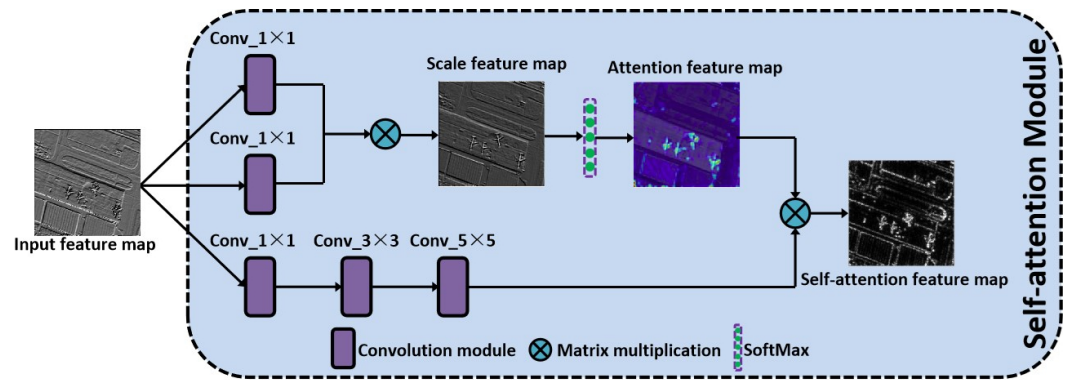 Conv_1×1
Scale feature map
Attention feature map
Conv_1×1
Input feature map
Conv_1×1
Conv_3×3
Conv_5×5
Self-attention feature map
Convolution module
Matrix multiplication
SoftMax
Self-attention Module